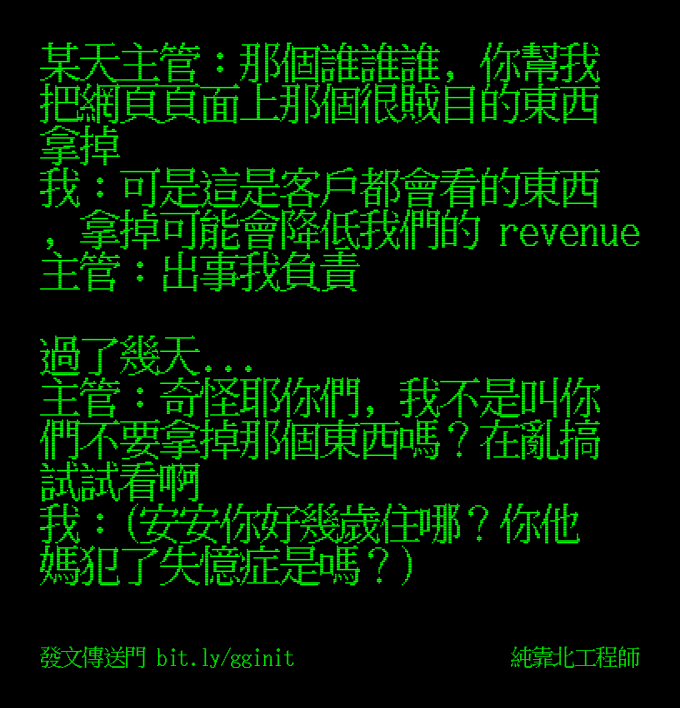 某天主管：那個誰誰誰，你幫我
把網頁頁面上那個很賊目的東西
拿掉
我：可是這是客戶都會看的東西
，拿掉可能會降低我們的 revenue
主管：出事我負責
過了幾天...
主管：奇怪耶你們，我不是叫你
們不要拿掉那個東西嗎？在亂搞
試試看啊
我：(安安你好幾歲住哪？你他
媽犯了失憶症是嗎？)
發文傳送門 bit.ly/gginit
純靠北工程師